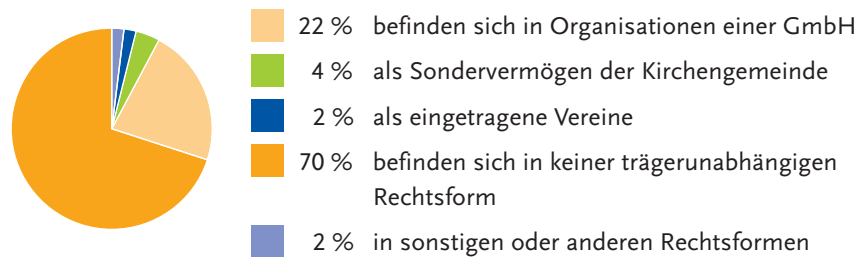 22 % befinden sich in Organisationen einer GmbH
4 % als Sondervermögen der Kirchengemeinde
2 % als eingetragene Vereine
70 % befinden sich in keiner trägerunabhängigen
Rechtsform
2 % in sonstigen oder anderen Rechtsformen